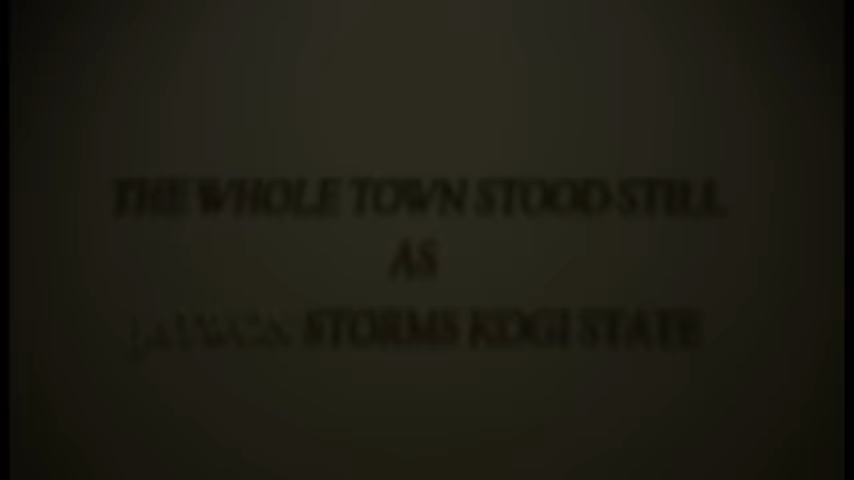 THE WHOLE TOWN STOOD STILL
AS
STORMS KOGI STATE